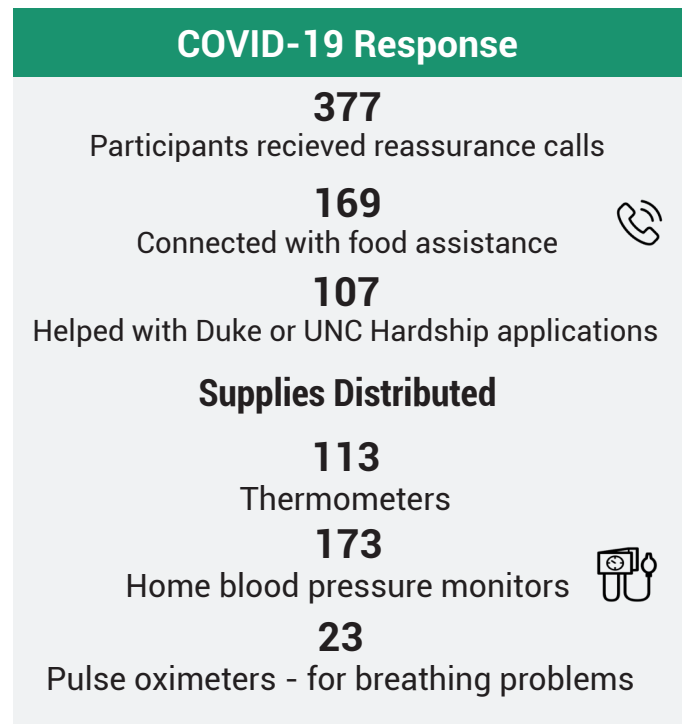 COVID-19 Response
377
Participants recieved reassurance calls
169
Connected with food assistance
107
Helped with Duke or UNC Hardship applications
Supplies Distributed
113
Thermometers
173
Home blood pressure monitors
23
Pulse oximeters - for breathing problems